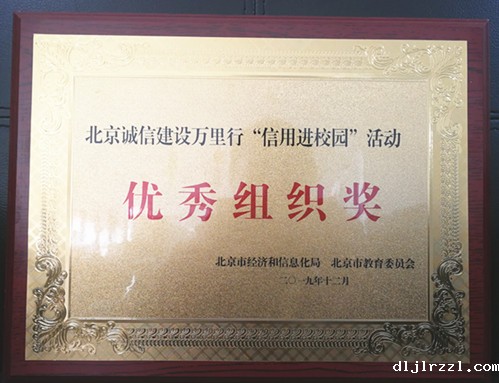 北京诚信建设万里行“信用进校园”活动
优秀组织奖
北京市经济和信息化局 北京市教育委员会
二〇一九年十二月
dljlrzzl.com